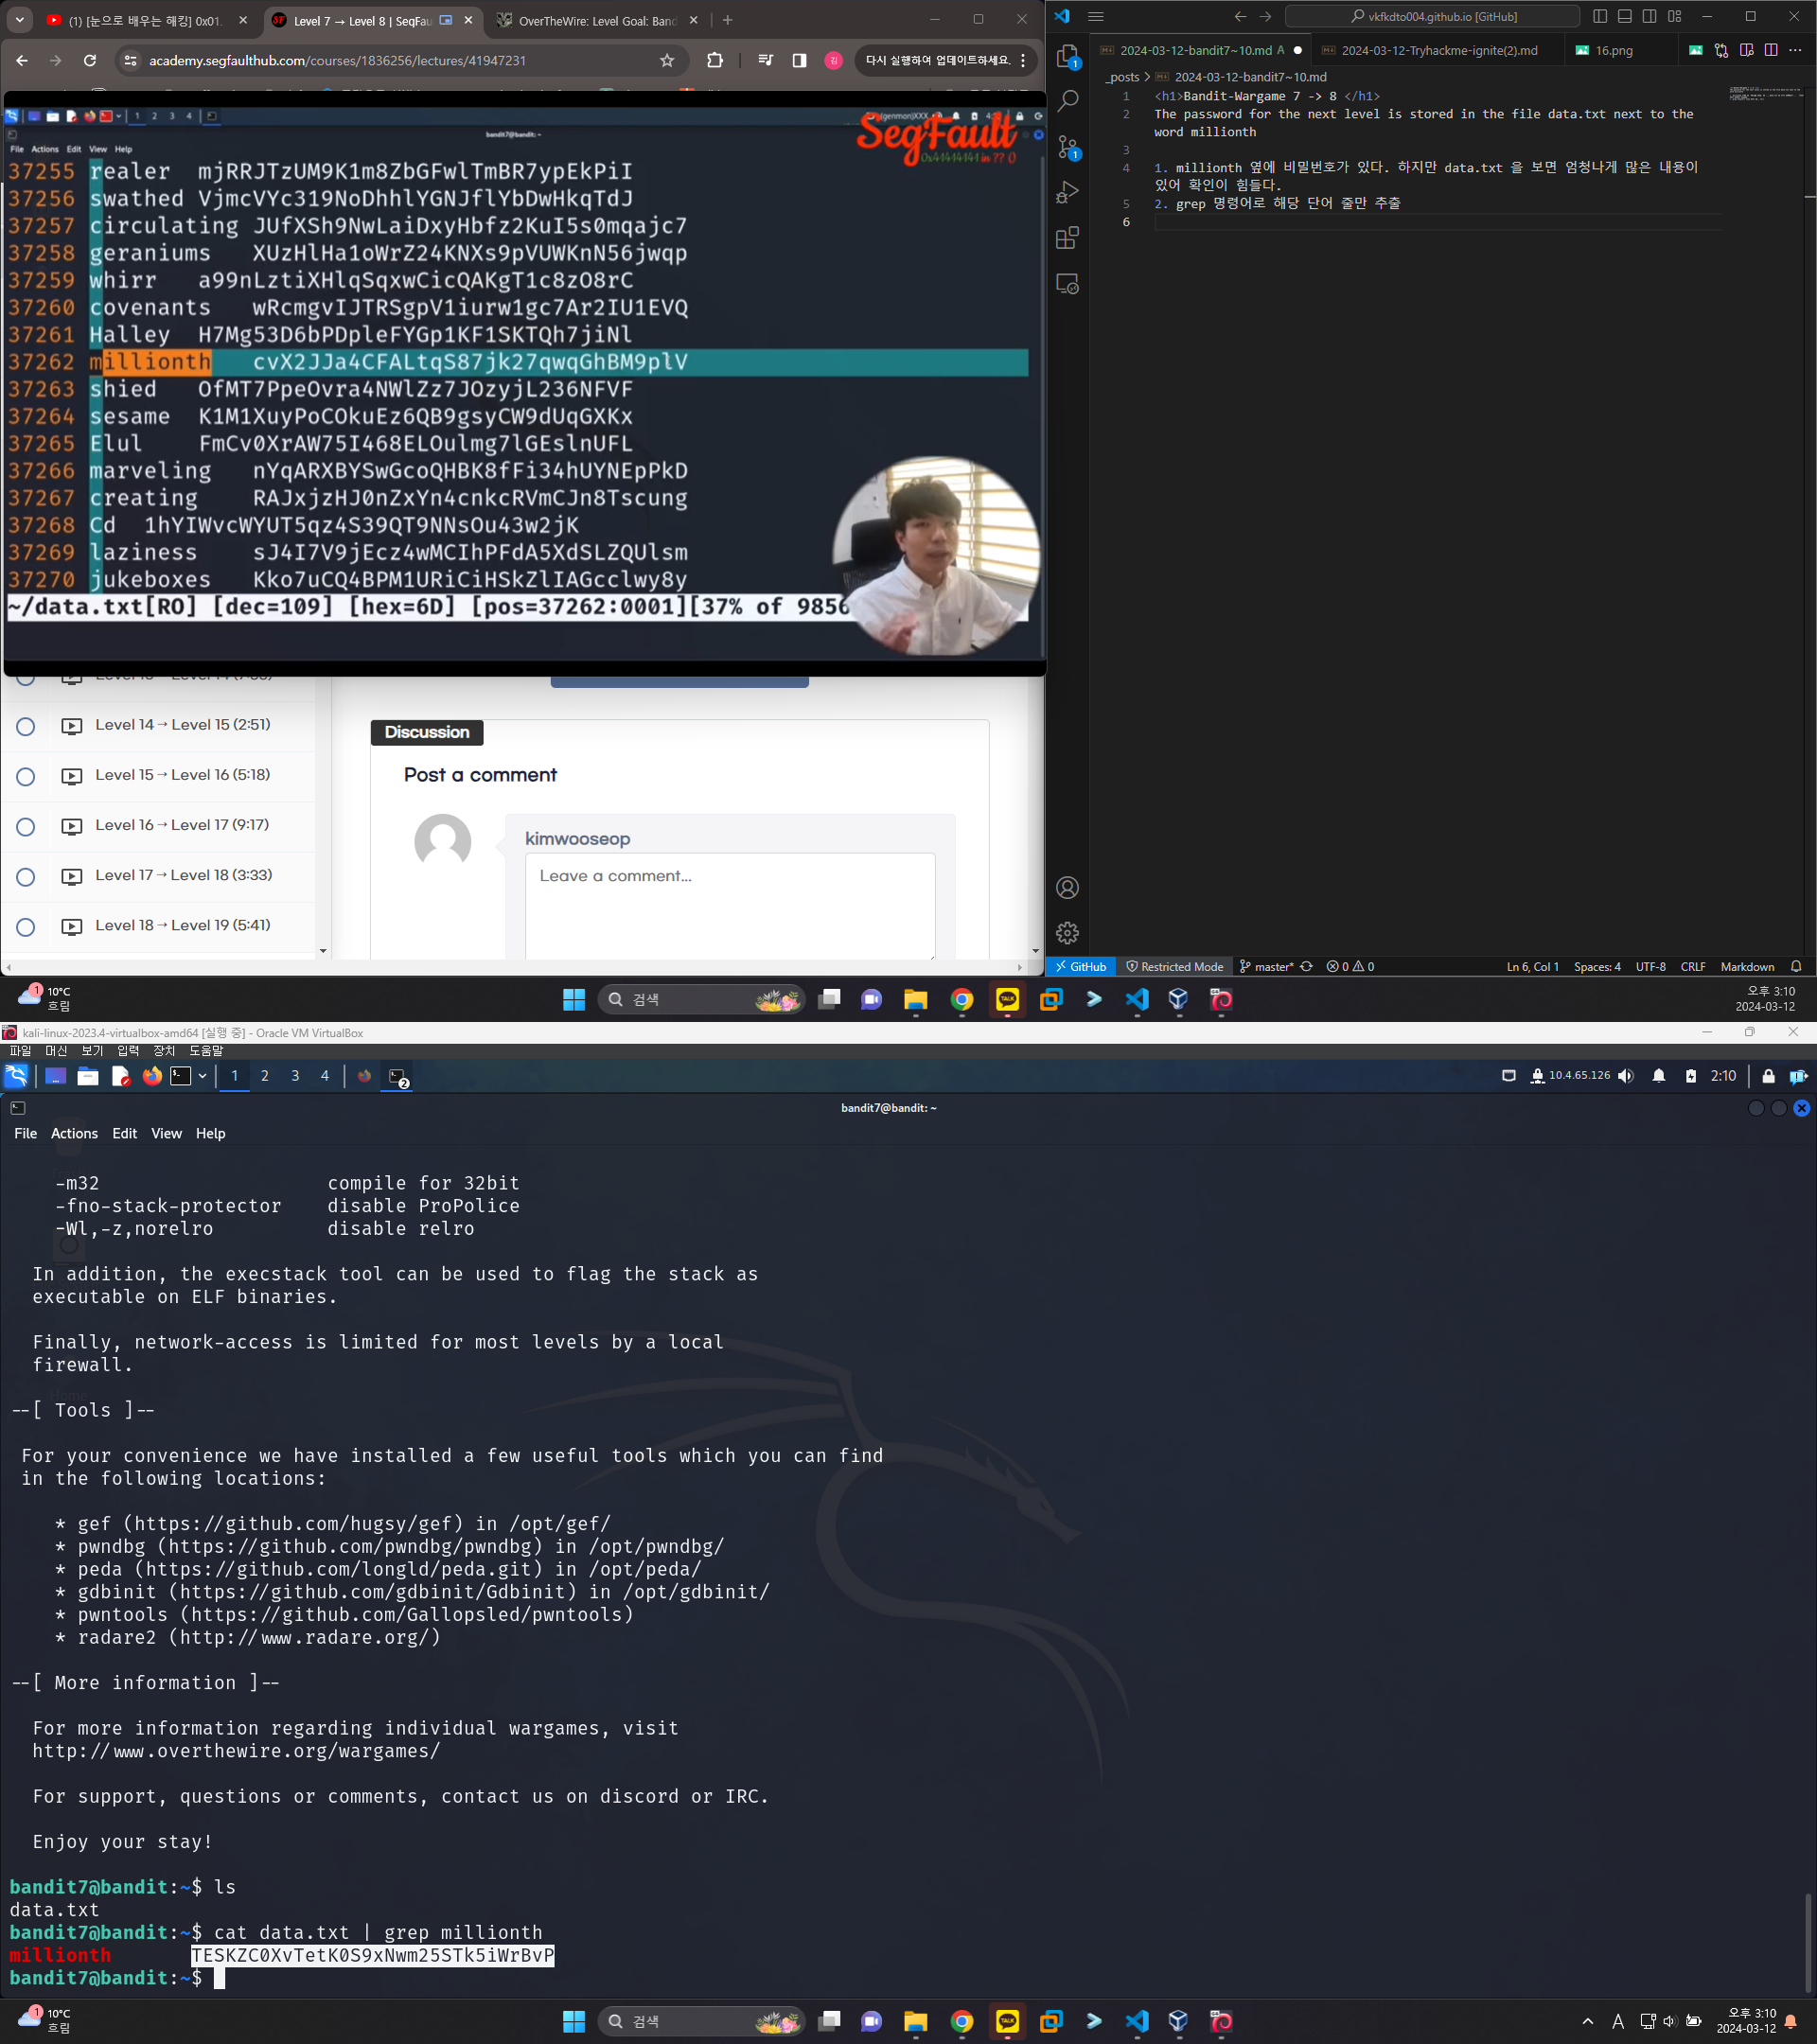 (1) [눈으로 배우는 해킹] 0x01.
Level 7 → Level 8 | SegFau
OverTheWire: Level Goal: Band
academy.segfaulthub.com/courses/1836256/lectures/41947231
다시 실행하여 업데이트하세요.
1 2 3 4
bandit7@bandit: ~
File Actions Edit View Help
SegFault
0x41414141 in ?? ()
37255 realer mjRRJTzUM9K1m8ZbGFwlTmBR7ypEkPiI
37256 swathed VjmcVYc319NoDhhlYGNJflYbDwHkqTdJ
37257 circulating JUfXSh9NwLaiDxyHbfz2KuI5s0mqajc7
37258 geraniums XUzHlHa1oWrZ24KNXs9pVUWKnN56jwqp
37259 whirr a99nLztiXHlqSqxwCicQAKgT1c8zO8rC
37260 covenants wRcmgvIJTRSgpV1iurw1gc7Ar2IU1EVQ
37261 Halley H7Mg53D6bPDpleFYGp1KF1SKTQh7jiNl
37262 millionth cvX2JJa4CFALtqS87jk27qwqGhBM9plV
37263 shied OfMT7PpeOvra4NWlZz7JOzyjL236NFVF
37264 sesame K1M1XuyPoCOkuEz6QB9gsyCW9dUqGXKx
37265 Elul FmCv0XrAW75I468ELOulmg7lGEslnUFL
37266 marveling nYqARXBYSwGcoQHBK8fFi34hUYNEpPkD
37267 creating RAJxjzHJ0nZxYn4cnkcRVmCJn8Tscung
37268 Cd 1hYIWvcWYUT5qz4S39QT9NNsOu43w2jK
37269 laziness sJ4I7V9jEcz4wMCIhPFdA5XdSLZQUlsm
37270 jukeboxes Kko7uCQ4BPM1URiCiHSkZlIAGcclwy8y
~/data.txt[RO] [dec=109] [hex=6D] [pos=37262:0001][37% of 9856
Level 14 → Level 15 (2:51)
Level 15 → Level 16 (5:18)
Level 16 → Level 17 (9:17)
Level 17 → Level 18 (3:33)
Level 18 → Level 19 (5:41)
Discussion
Post a comment
kimwooseop
Leave a comment...
vkfkdto004.github.io [GitHub]
2024-03-12-bandit7~10.md A
2024-03-12-Tryhackme-ignite(2).md
16.png
_posts > 2024-03-12-bandit7~10.md
1 <h1>Bandit-Wargame 7 -> 8 </h1>
2 The password for the next level is stored in the file data.txt next to the
word millionth
3
4 1. millionth 옆에 비밀번호가 있다. 하지만 data.txt 을 보면 엄청나게 많은 내용이
있어 확인이 힘들다.
5 2. grep 명령어로 해당 단어 줄만 추출
6
GitHub Restricted Mode master* 0 0 Ln 6, Col 1 Spaces: 4 UTF-8 CRLF Markdown
1 10°C
흐림
검색
오후 3:10
2024-03-12
kali-linux-2023.4-virtualbox-amd64 [실행 중] - Oracle VM VirtualBox
파일 머신 보기 입력 장치 도움말
1 2 3 4 2 10.4.65.126 2:10
bandit7@bandit: ~
File Actions Edit View Help
-m32 compile for 32bit
-fno-stack-protector disable ProPolice
-Wl,-z,norelro disable relro
In addition, the execstack tool can be used to flag the stack as
executable on ELF binaries.
Finally, network-access is limited for most levels by a local
firewall.
--[ Tools ]--
For your convenience we have installed a few useful tools which you can find
in the following locations:
* gef (https://github.com/hugsy/gef) in /opt/gef/
* pwndbg (https://github.com/pwndbg/pwndbg) in /opt/pwndbg/
* peda (https://github.com/longld/peda.git) in /opt/peda/
* gdbinit (https://github.com/gdbinit/Gdbinit) in /opt/gdbinit/
* pwntools (https://github.com/Gallopsled/pwntools)
* radare2 (http://www.radare.org/)
--[ More information ]--
For more information regarding individual wargames, visit
http://www.overthewire.org/wargames/
For support, questions or comments, contact us on discord or IRC.
Enjoy your stay!
bandit7@bandit:~$ ls
data.txt
bandit7@bandit:~$ cat data.txt | grep millionth
millionth TESKZC0XvTetK0S9xNwm25STk5iWrBvP
bandit7@bandit:~$
1 10°C
흐림
검색
A
오후 3:10
2024-03-12